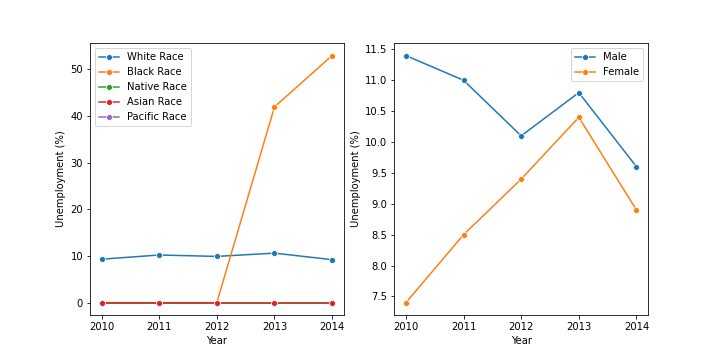 White Race
Black Race
Native Race
Asian Race
Pacific Race
Unemployment (%)
50
40
30
20
10
0
2010 2011 2012 2013 2014
Year
Male
Female
Unemployment (%)
11.5
11.0
10.5
10.0
9.5
9.0
8.5
8.0
7.5
2010 2011 2012 2013 2014
Year